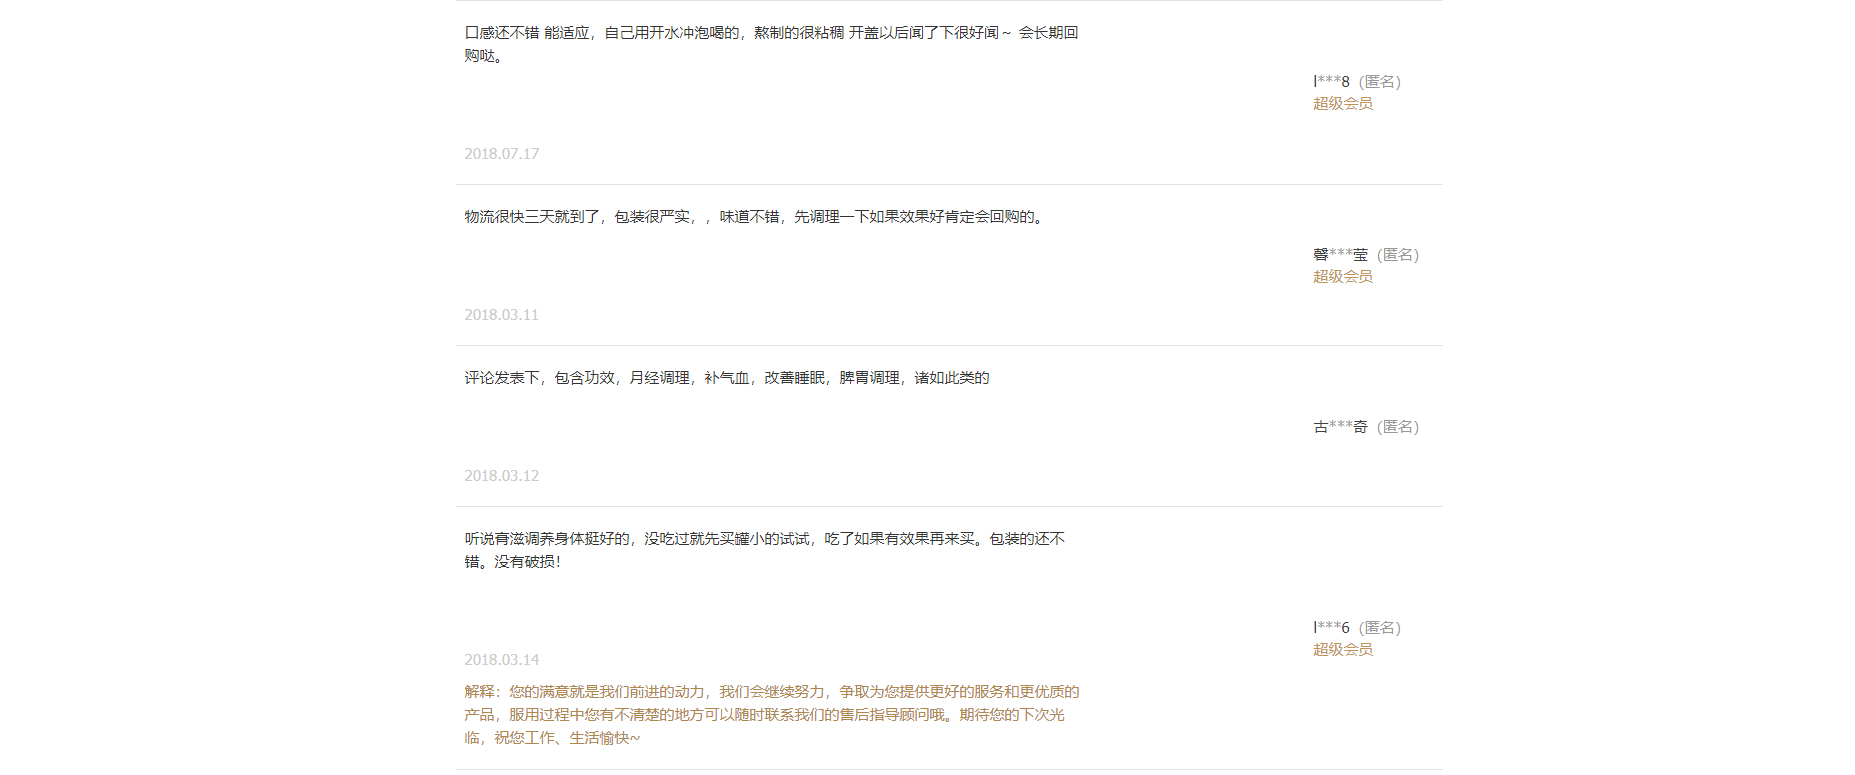 口感还不错 能适应，自己用开水冲泡喝的，熬制的很粘稠 开盖以后闻了下很好闻～ 会长期回
购哒。
l***8（匿名）
超级会员
2018.07.17
物流很快三天就到了，包装很严实，，味道不错，先调理一下如果效果好肯定会回购的。
馨***莹（匿名）
超级会员
2018.03.11
评论发表下，包含功效，月经调理，补气血，改善睡眠，脾胃调理，诸如此类的
古***奇（匿名）
2018.03.12
听说膏滋调养身体挺好的，没吃过就先买罐小的试试，吃了如果有效果再来买。包装的还不
错。没有破损！
l***6（匿名）
超级会员
2018.03.14
解释：您的满意就是我们前进的动力，我们会继续努力，争取为您提供更好的服务和更优质的
产品，服用过程中您有不清楚的地方可以随时联系我们的售后指导顾问哦。期待您的下次光
临，祝您工作、生活愉快~